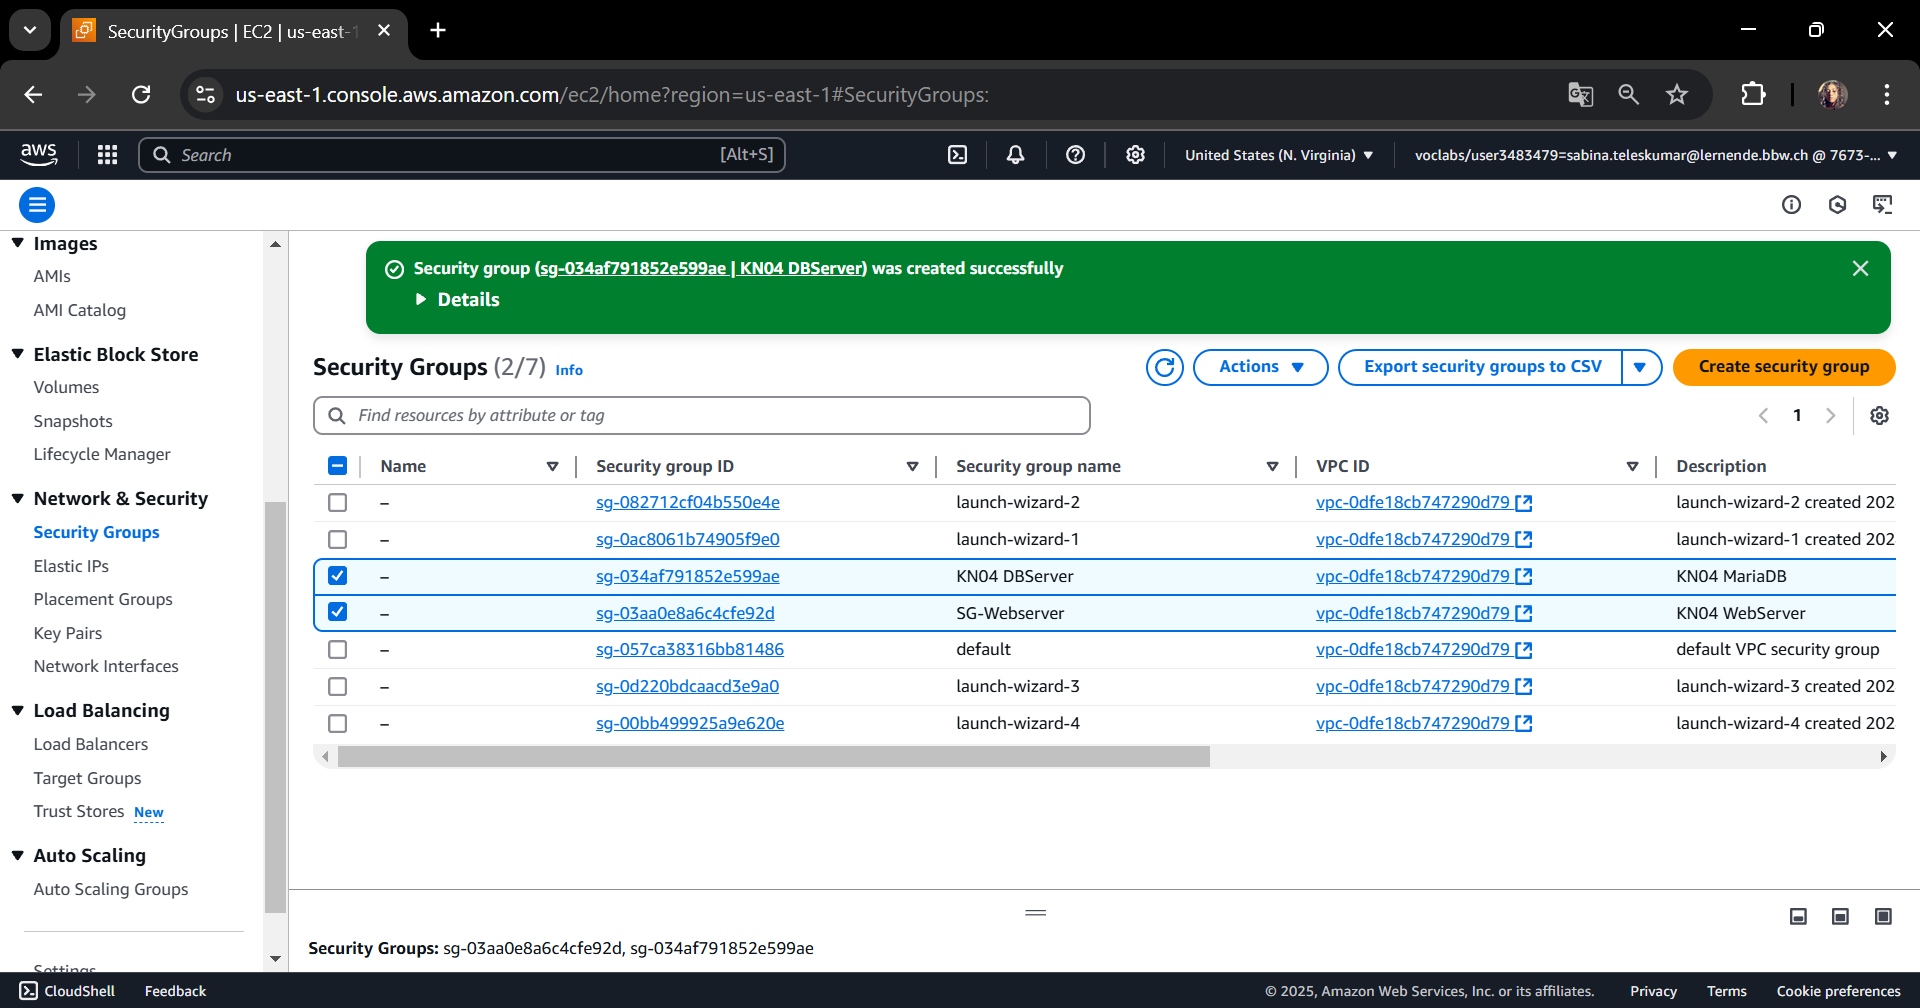 SecurityGroups | EC2 | us-east-1
us-east-1.console.aws.amazon.com/ec2/home?region=us-east-1#SecurityGroups:
aws
Search [Alt+S]
United States (N. Virginia)
voclabs/user3483479=sabina.teleskumar@lernende.bbw.ch @ 7673-...
Images
AMIs
AMI Catalog
Elastic Block Store
Volumes
Snapshots
Lifecycle Manager
Network & Security
Security Groups
Elastic IPs
Placement Groups
Key Pairs
Network Interfaces
Load Balancing
Load Balancers
Target Groups
Trust Stores New
Auto Scaling
Auto Scaling Groups
Settings
Security group (sg-034af791852e599ae | KN04 DBServer) was created successfully
Details
Security Groups (2/7) Info
Actions
Export security groups to CSV
Create security group
Find resources by attribute or tag
1
Name Security group ID Security group name VPC ID Description
– sg-082712cf04b550e4e launch-wizard-2 vpc-0dfe18cb747290d79 launch-wizard-2 created 202
– sg-0ac8061b74905f9e0 launch-wizard-1 vpc-0dfe18cb747290d79 launch-wizard-1 created 202
– sg-034af791852e599ae KN04 DBServer vpc-0dfe18cb747290d79 KN04 MariaDB
– sg-03aa0e8a6c4cfe92d SG-Webserver vpc-0dfe18cb747290d79 KN04 WebServer
– sg-057ca38316bb81486 default vpc-0dfe18cb747290d79 default VPC security group
– sg-0d220bdcaacd3e9a0 launch-wizard-3 vpc-0dfe18cb747290d79 launch-wizard-3 created 202
– sg-00bb499925a9e620e launch-wizard-4 vpc-0dfe18cb747290d79 launch-wizard-4 created 202
Security Groups: sg-03aa0e8a6c4cfe92d, sg-034af791852e599ae
CloudShell Feedback
© 2025, Amazon Web Services, Inc. or its affiliates. Privacy Terms Cookie preferences